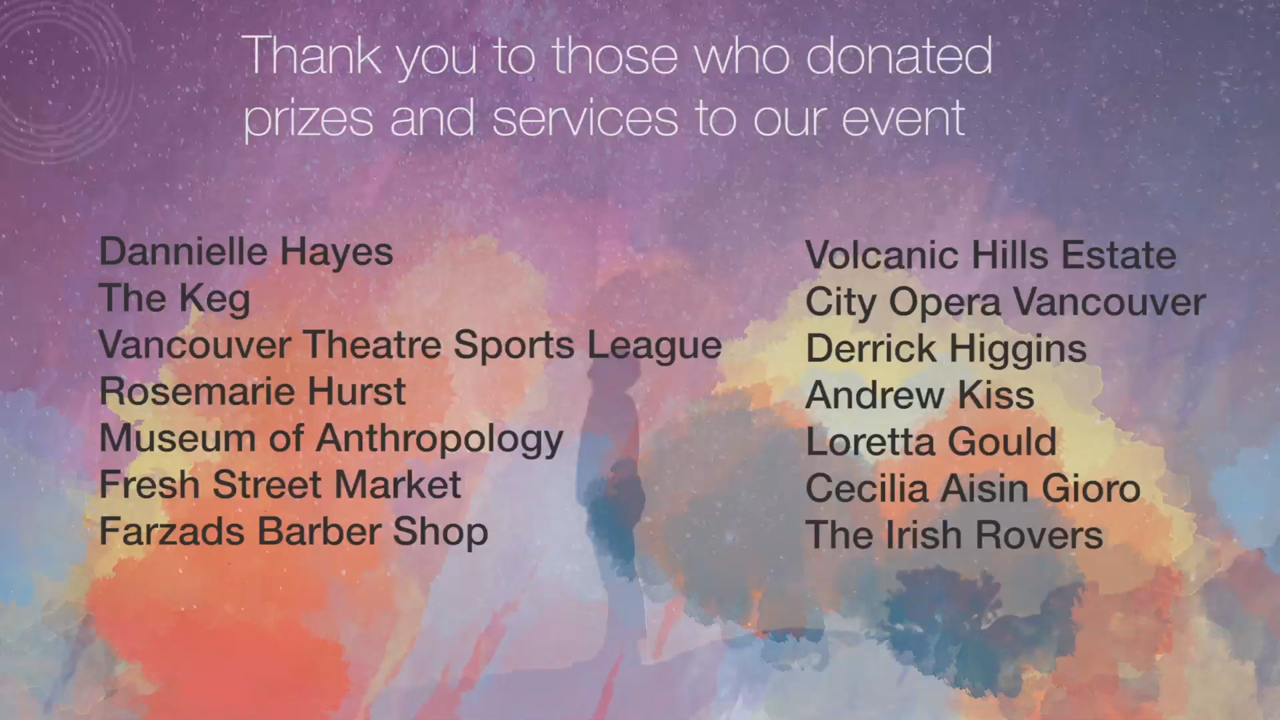 Thank you to those who donated
prizes and services to our event
Dannielle Hayes
The Keg
Vancouver Theatre Sports League
Rosemarie Hurst
Museum of Anthropology
Fresh Street Market
Farzads Barber Shop
Volcanic Hills Estate
City Opera Vancouver
Derrick Higgins
Andrew Kiss
Loretta Gould
Cecilia Aisin Gioro
The Irish Rovers